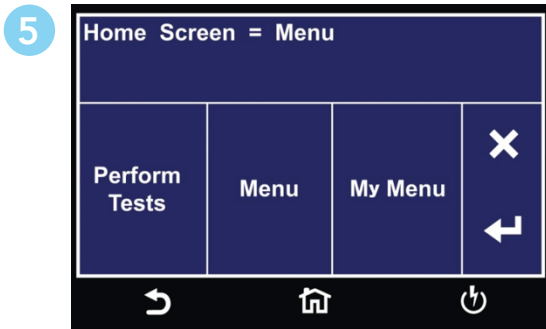 5
Home Screen = Menu
Perform
Tests
Menu
My Menu